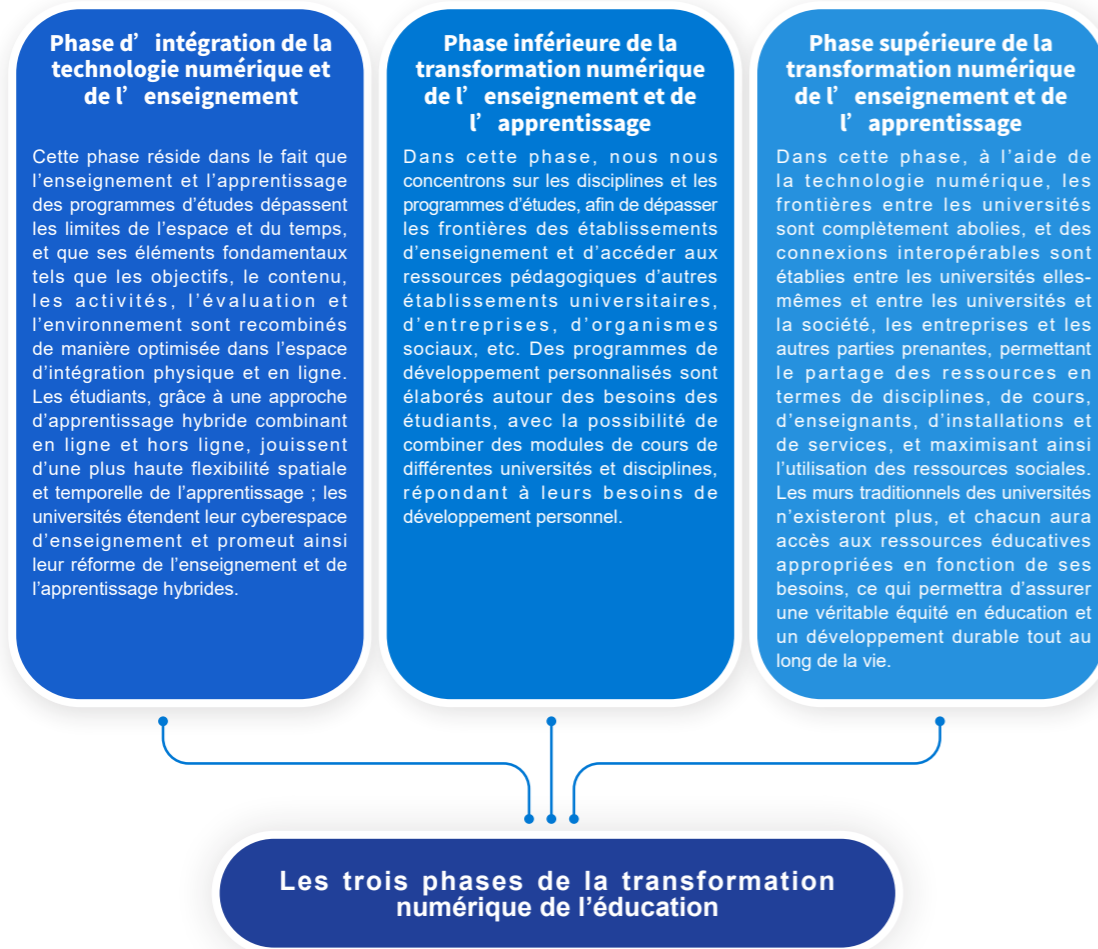 Phase d’ intégration de la
technologie numérique et
de l’ enseignement
Cette phase réside dans le fait que
l’enseignement et l’apprentissage
des programmes d’études dépassent
les limites de l’espace et du temps,
et que ses éléments fondamentaux
tels que les objectifs, le contenu,
les activités, l’évaluation et
l’environnement sont recombinés
de manière optimisée dans l’espace
d’intégration physique et en ligne.
Les étudiants, grâce à une approche
d’apprentissage hybride combinant
en ligne et hors ligne, jouissent
d’une plus haute flexibilité spatiale
et temporelle de l’apprentissage ; les
universités étendent leur cyberespace
d’enseignement et promeut ainsi
leur réforme de l’enseignement et de
l’apprentissage hybrides.
Phase inférieure de la
transformation numérique
de l’ enseignement et de
l’ apprentissage
Dans cette phase, nous nous
concentrons sur les disciplines et les
programmes d’études, afin de dépasser
les frontières des établissements
d’enseignement et d’accéder aux
ressources pédagogiques d’autres
établissements universitaires,
d’entreprises, d’organismes
sociaux, etc. Des programmes de
développement personnalisés sont
élaborés autour des besoins des
étudiants, avec la possibilité de
combiner des modules de cours de
différentes universités et disciplines,
répondant à leurs besoins de
développement personnel.
Phase supérieure de la
transformation numérique
de l’ enseignement et de
l’ apprentissage
Dans cette phase, à l’aide de
la technologie numérique, les
frontières entre les universités
sont complètement abolies, et des
connexions interopérables sont
établies entre les universités elles-
mêmes et entre les universités et
la société, les entreprises et les
autres parties prenantes, permettant
le partage des ressources en
termes de disciplines, de cours,
d’enseignants, d’installations et
de services, et maximisant ainsi
l’utilisation des ressources sociales.
Les murs traditionnels des universités
n’existeront plus, et chacun aura
accès aux ressources éducatives
appropriées en fonction de ses
besoins, ce qui permettra d’assurer
une véritable équité en éducation et
un développement durable tout au
long de la vie.
Les trois phases de la transformation
numérique de l’éducation